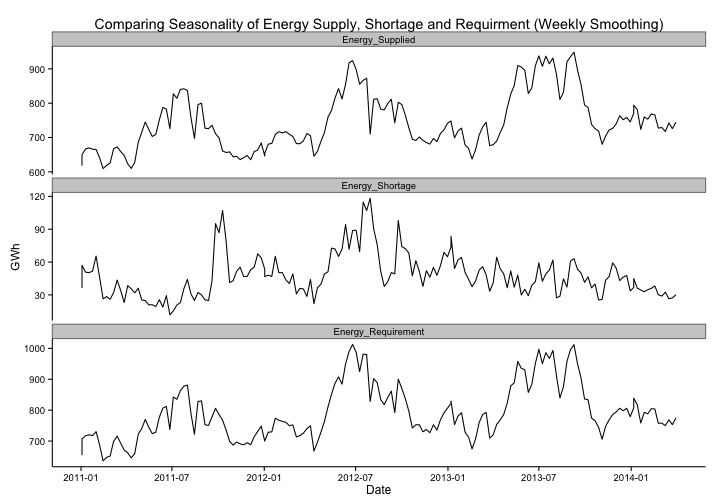 Comparing Seasonality of Energy Supply, Shortage and Requirment (Weekly Smoothing)
Energy_Supplied
900
800
700
600
Energy_Shortage
120
90
60
30
GWh
Energy_Requirement
1000
900
800
700
2011-01 2011-07 2012-01 2012-07 2013-01 2013-07 2014-01
Date